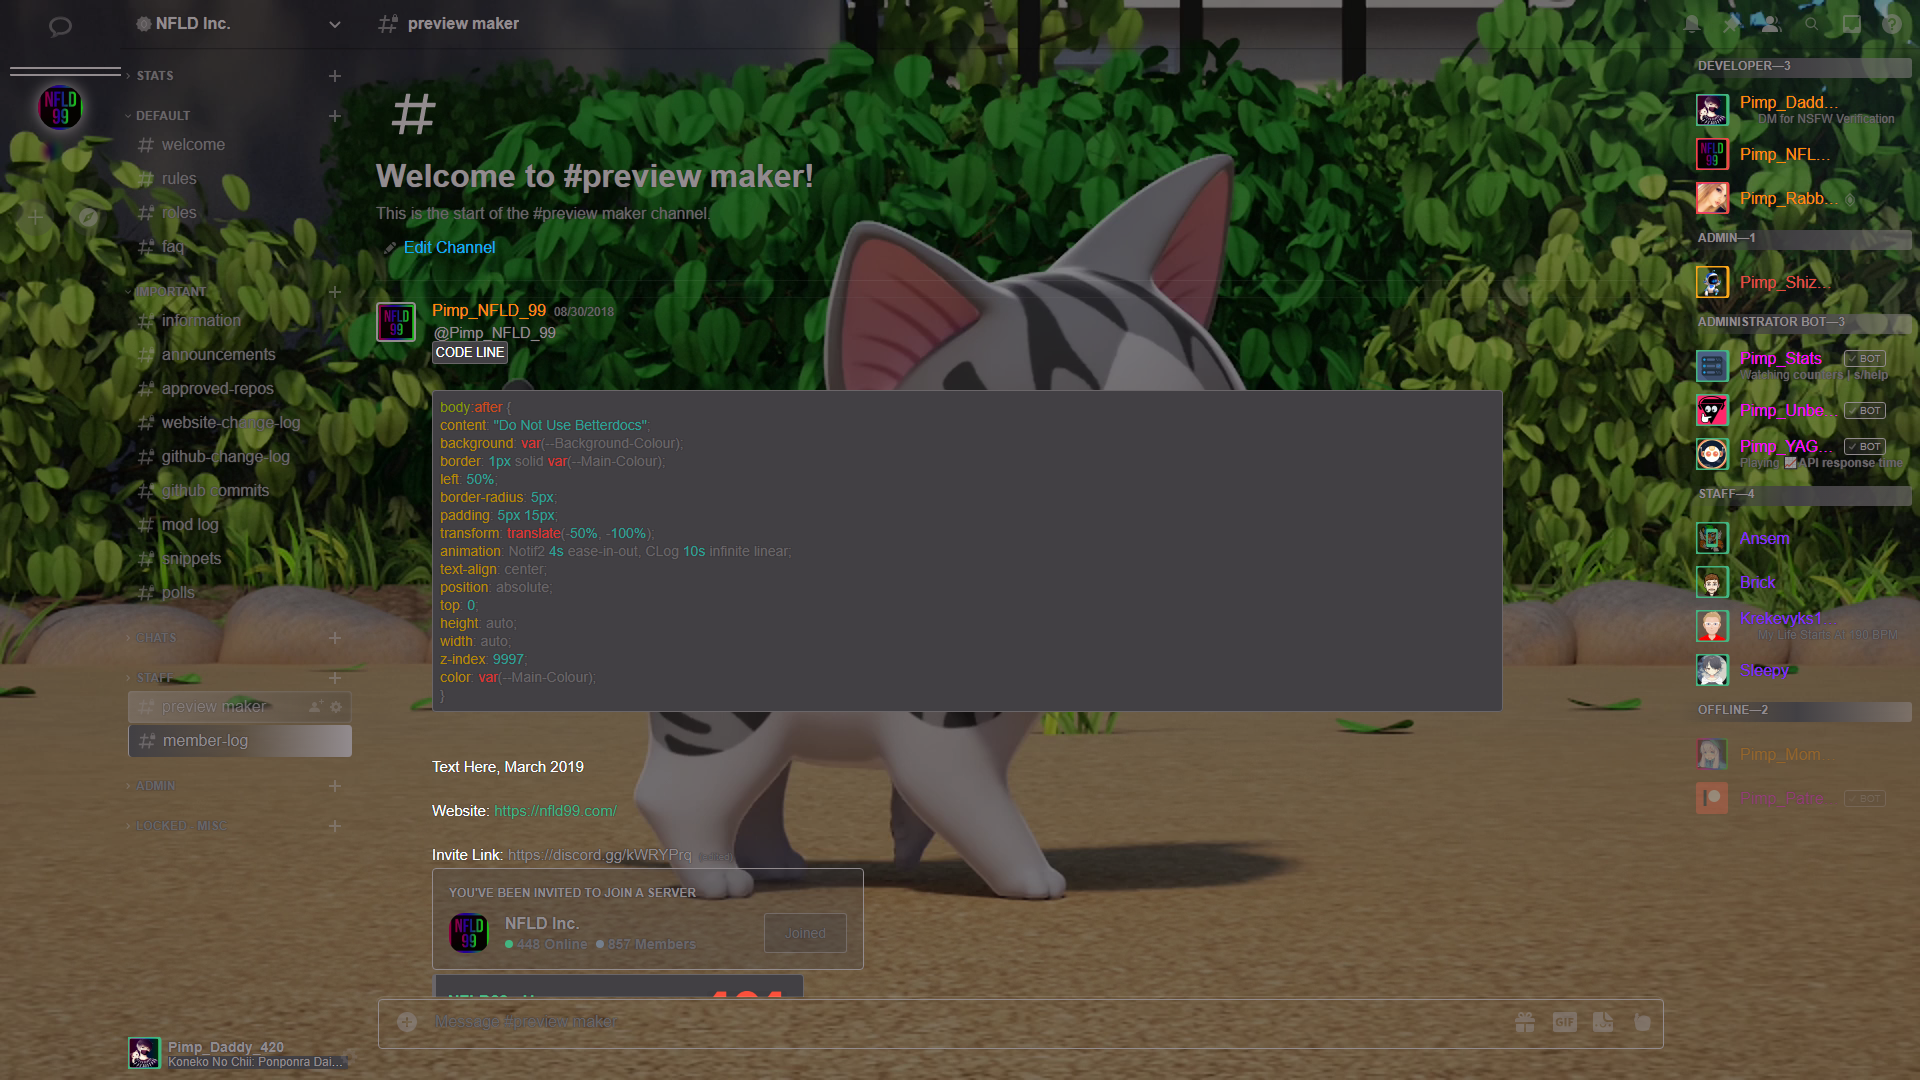 NFLD Inc.
STATS
DEFAULT
welcome
rules
roles
faq
IMPORTANT
information
announcements
approved-repos
website-change-log
github-change-log
github commits
mod log
snippets
polls
CHATS
STAFF
preview maker
member-log
ADMIN
LOCKED - MISC
Pimp_Daddy_420
Koneko No Chii: Ponponra Dai...
# preview maker
#
Welcome to #preview maker!
This is the start of the #preview maker channel.
Edit Channel
Pimp_NFLD_99 08/30/2018
@Pimp_NFLD_99
CODE LINE
body:after {
content: "Do Not Use Betterdocs";
background: var(--Background-Colour);
border: 1px solid var(--Main-Colour);
left: 50%;
border-radius: 5px;
padding: 5px 15px;
transform: translate(-50%, -100%);
animation: Notif2 4s ease-in-out, CLog 10s infinite linear;
text-align: center;
position: absolute;
top: 0;
height: auto;
width: auto;
z-index: 9997;
color: var(--Main-Colour);
}
Text Here, March 2019
Website: https://nfld99.com/
Invite Link: https://discord.gg/kWRYPrq (edited)
YOU'VE BEEN INVITED TO JOIN A SERVER
NFLD 99
NFLD Inc.
448 Online 857 Members
Joined
Message #preview maker
GIF
DEVELOPER—3
Pimp_Dadd...
DM for NSFW Verification
Pimp_NFL...
Pimp_Rabb...
ADMIN—1
Pimp_Shiz...
ADMINISTRATOR BOT—3
Pimp_Stats BOT
Watching counters | s/help
Pimp_Unbe... BOT
Pimp_YAG... BOT
Playing API response time
STAFF—4
Ansem
Brick
Krekevyks1
My Life Starts At 190 BPM
Sleepy
OFFLINE—2
Pimp_Mom...
BOT